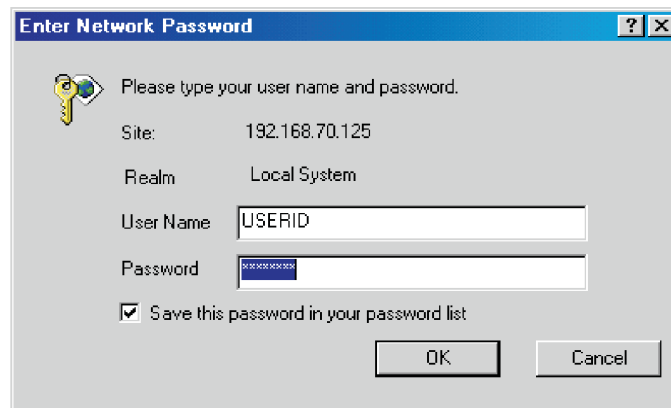 Enter Network Password
Please type your user name and password.
Site: 192.168.70.125
Realm Local System
User Name USERID
Password ********
Save this password in your password list
OK Cancel